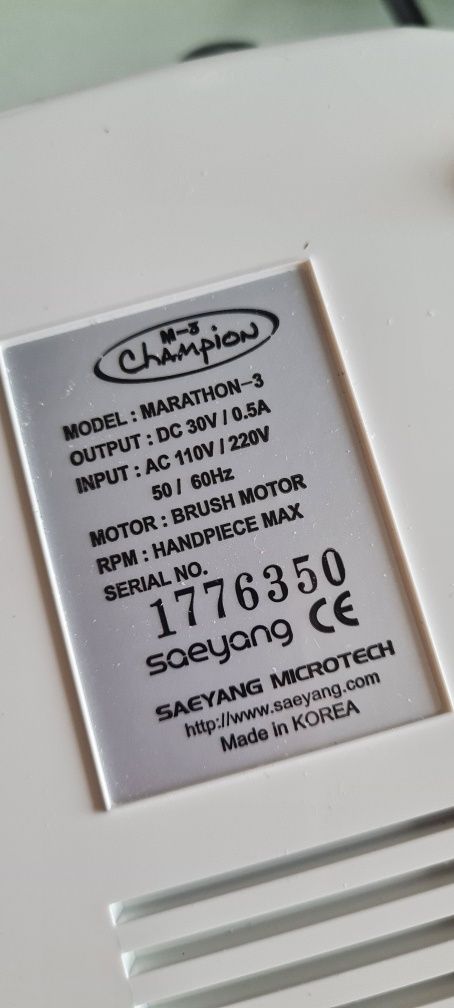 M-3
Champion
MODEL : MARATHON-3
OUTPUT : DC 30V / 0.5A
INPUT : AC 110V / 220V
50 / 60Hz
MOTOR : BRUSH MOTOR
RPM : HANDPIECE MAX
SERIAL NO.
1776350
saeyang CE
SAEYANG MICROTECH
http://www.saeyang.com
Made in KOREA